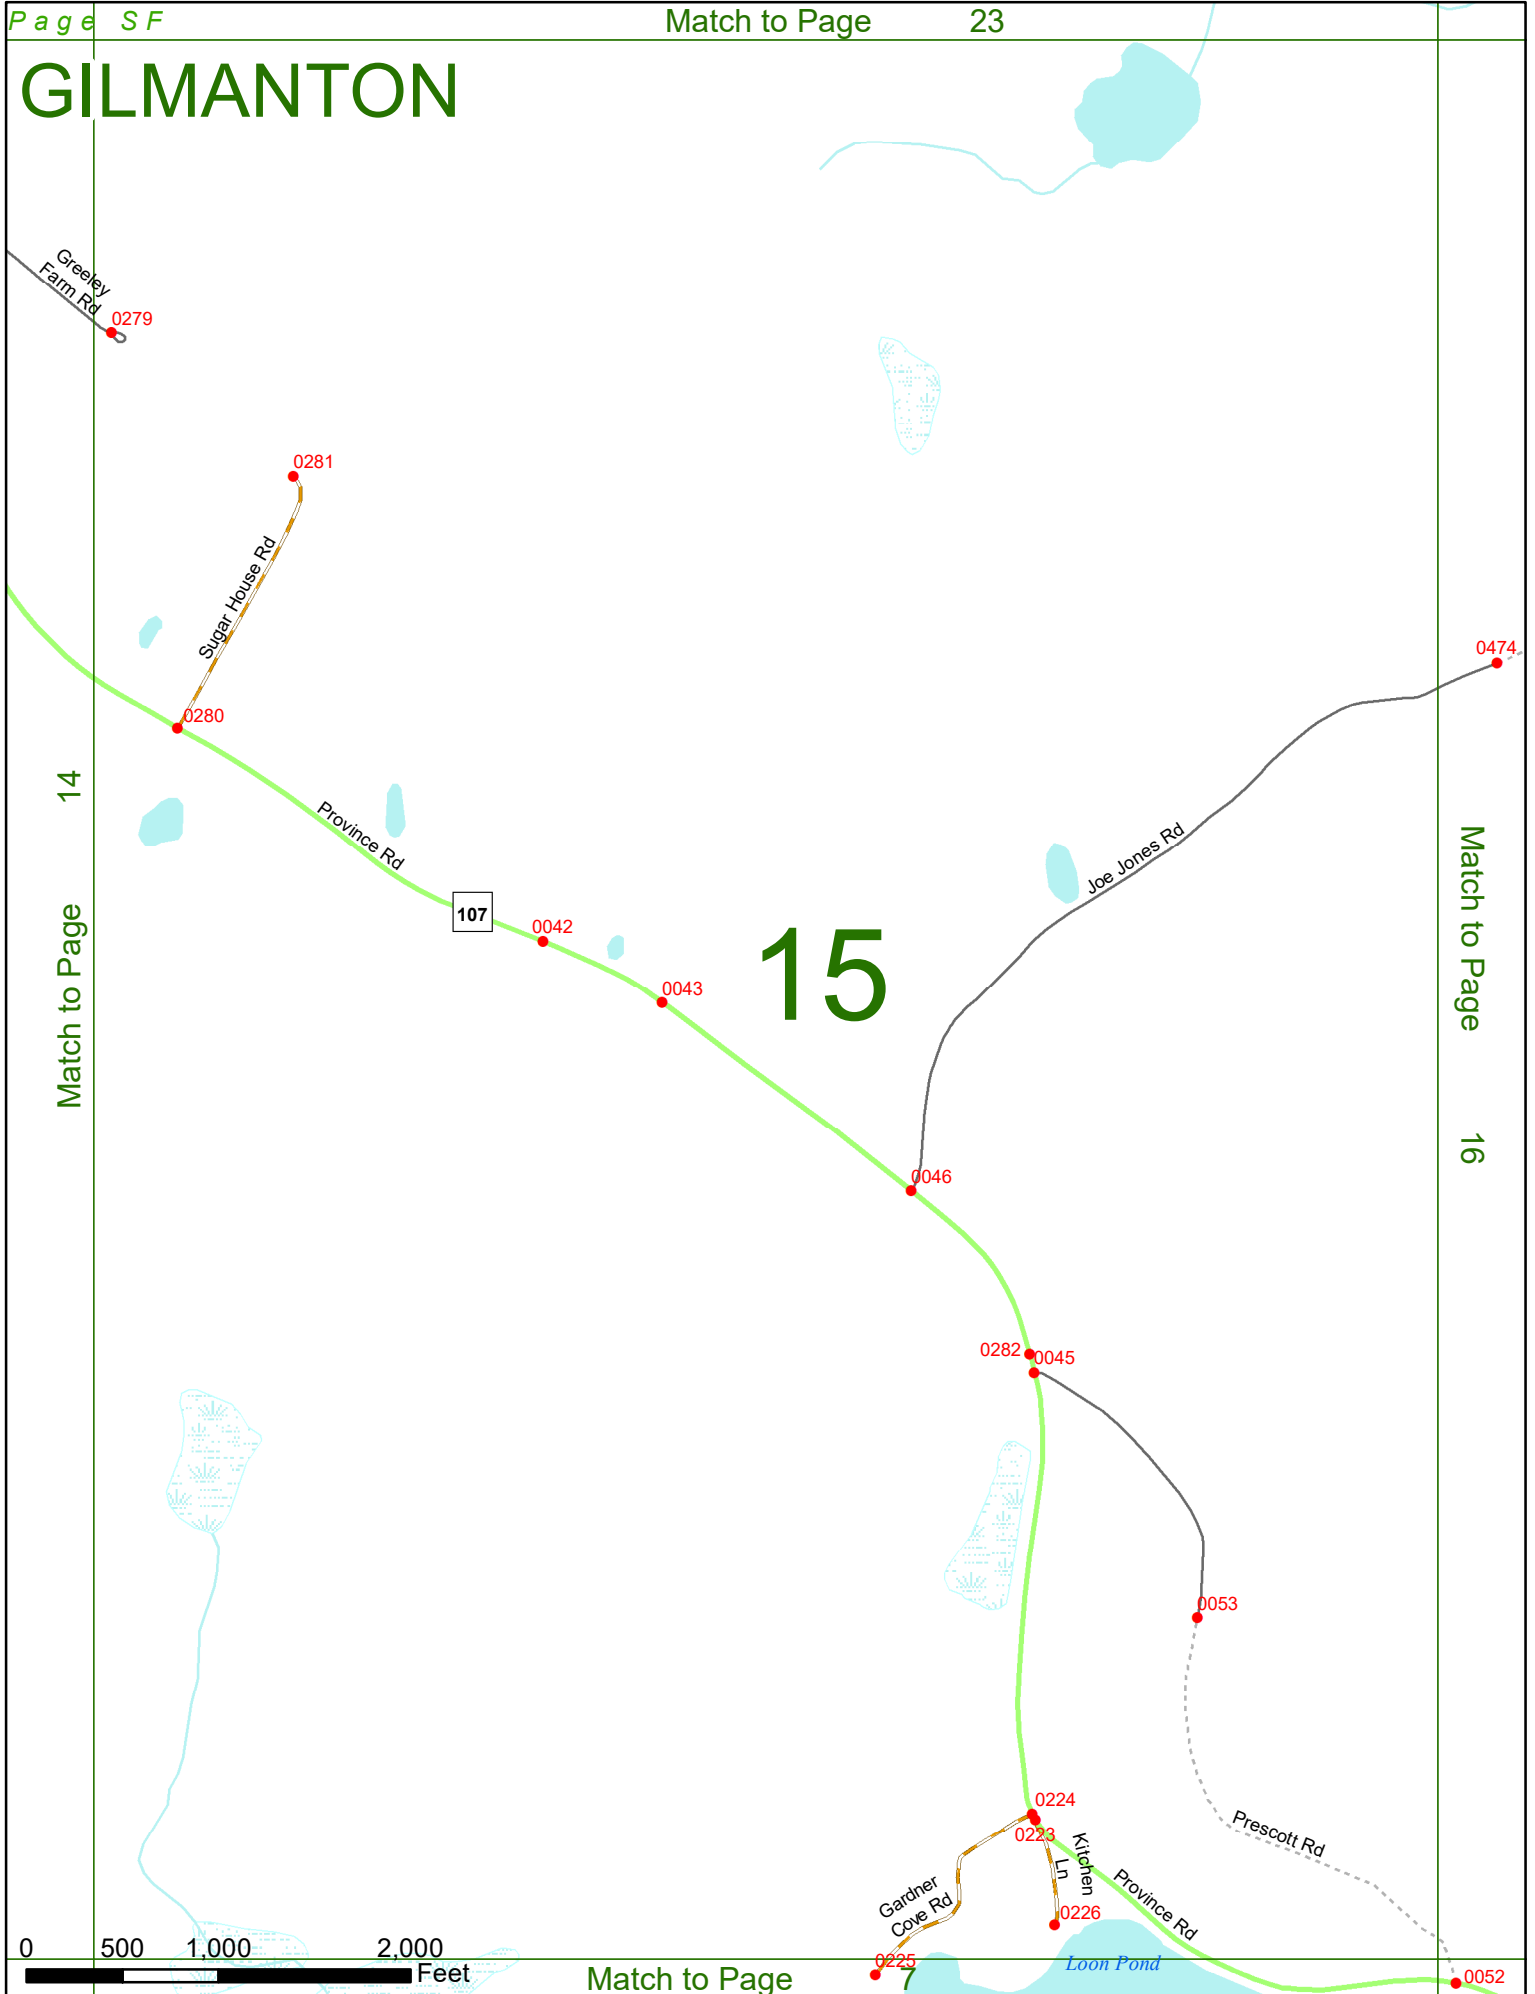 Page SF
Match to Page 23
GILMANTON
Greeley
Farm Rd
0279
0281
Sugar House Rd
0474
0280
14
Match to Page
Province Rd
Joe Jones Rd
Match to Page
16
107
0042
15
0043
0046
0282
0045
0053
0224
0223
Kitchen
Ln
Prescott Rd
Province Rd
Gardner
Cove Rd
0226
0 500 1,000 2,000
Feet
0225
Loon Pond
Match to Page 7
0052